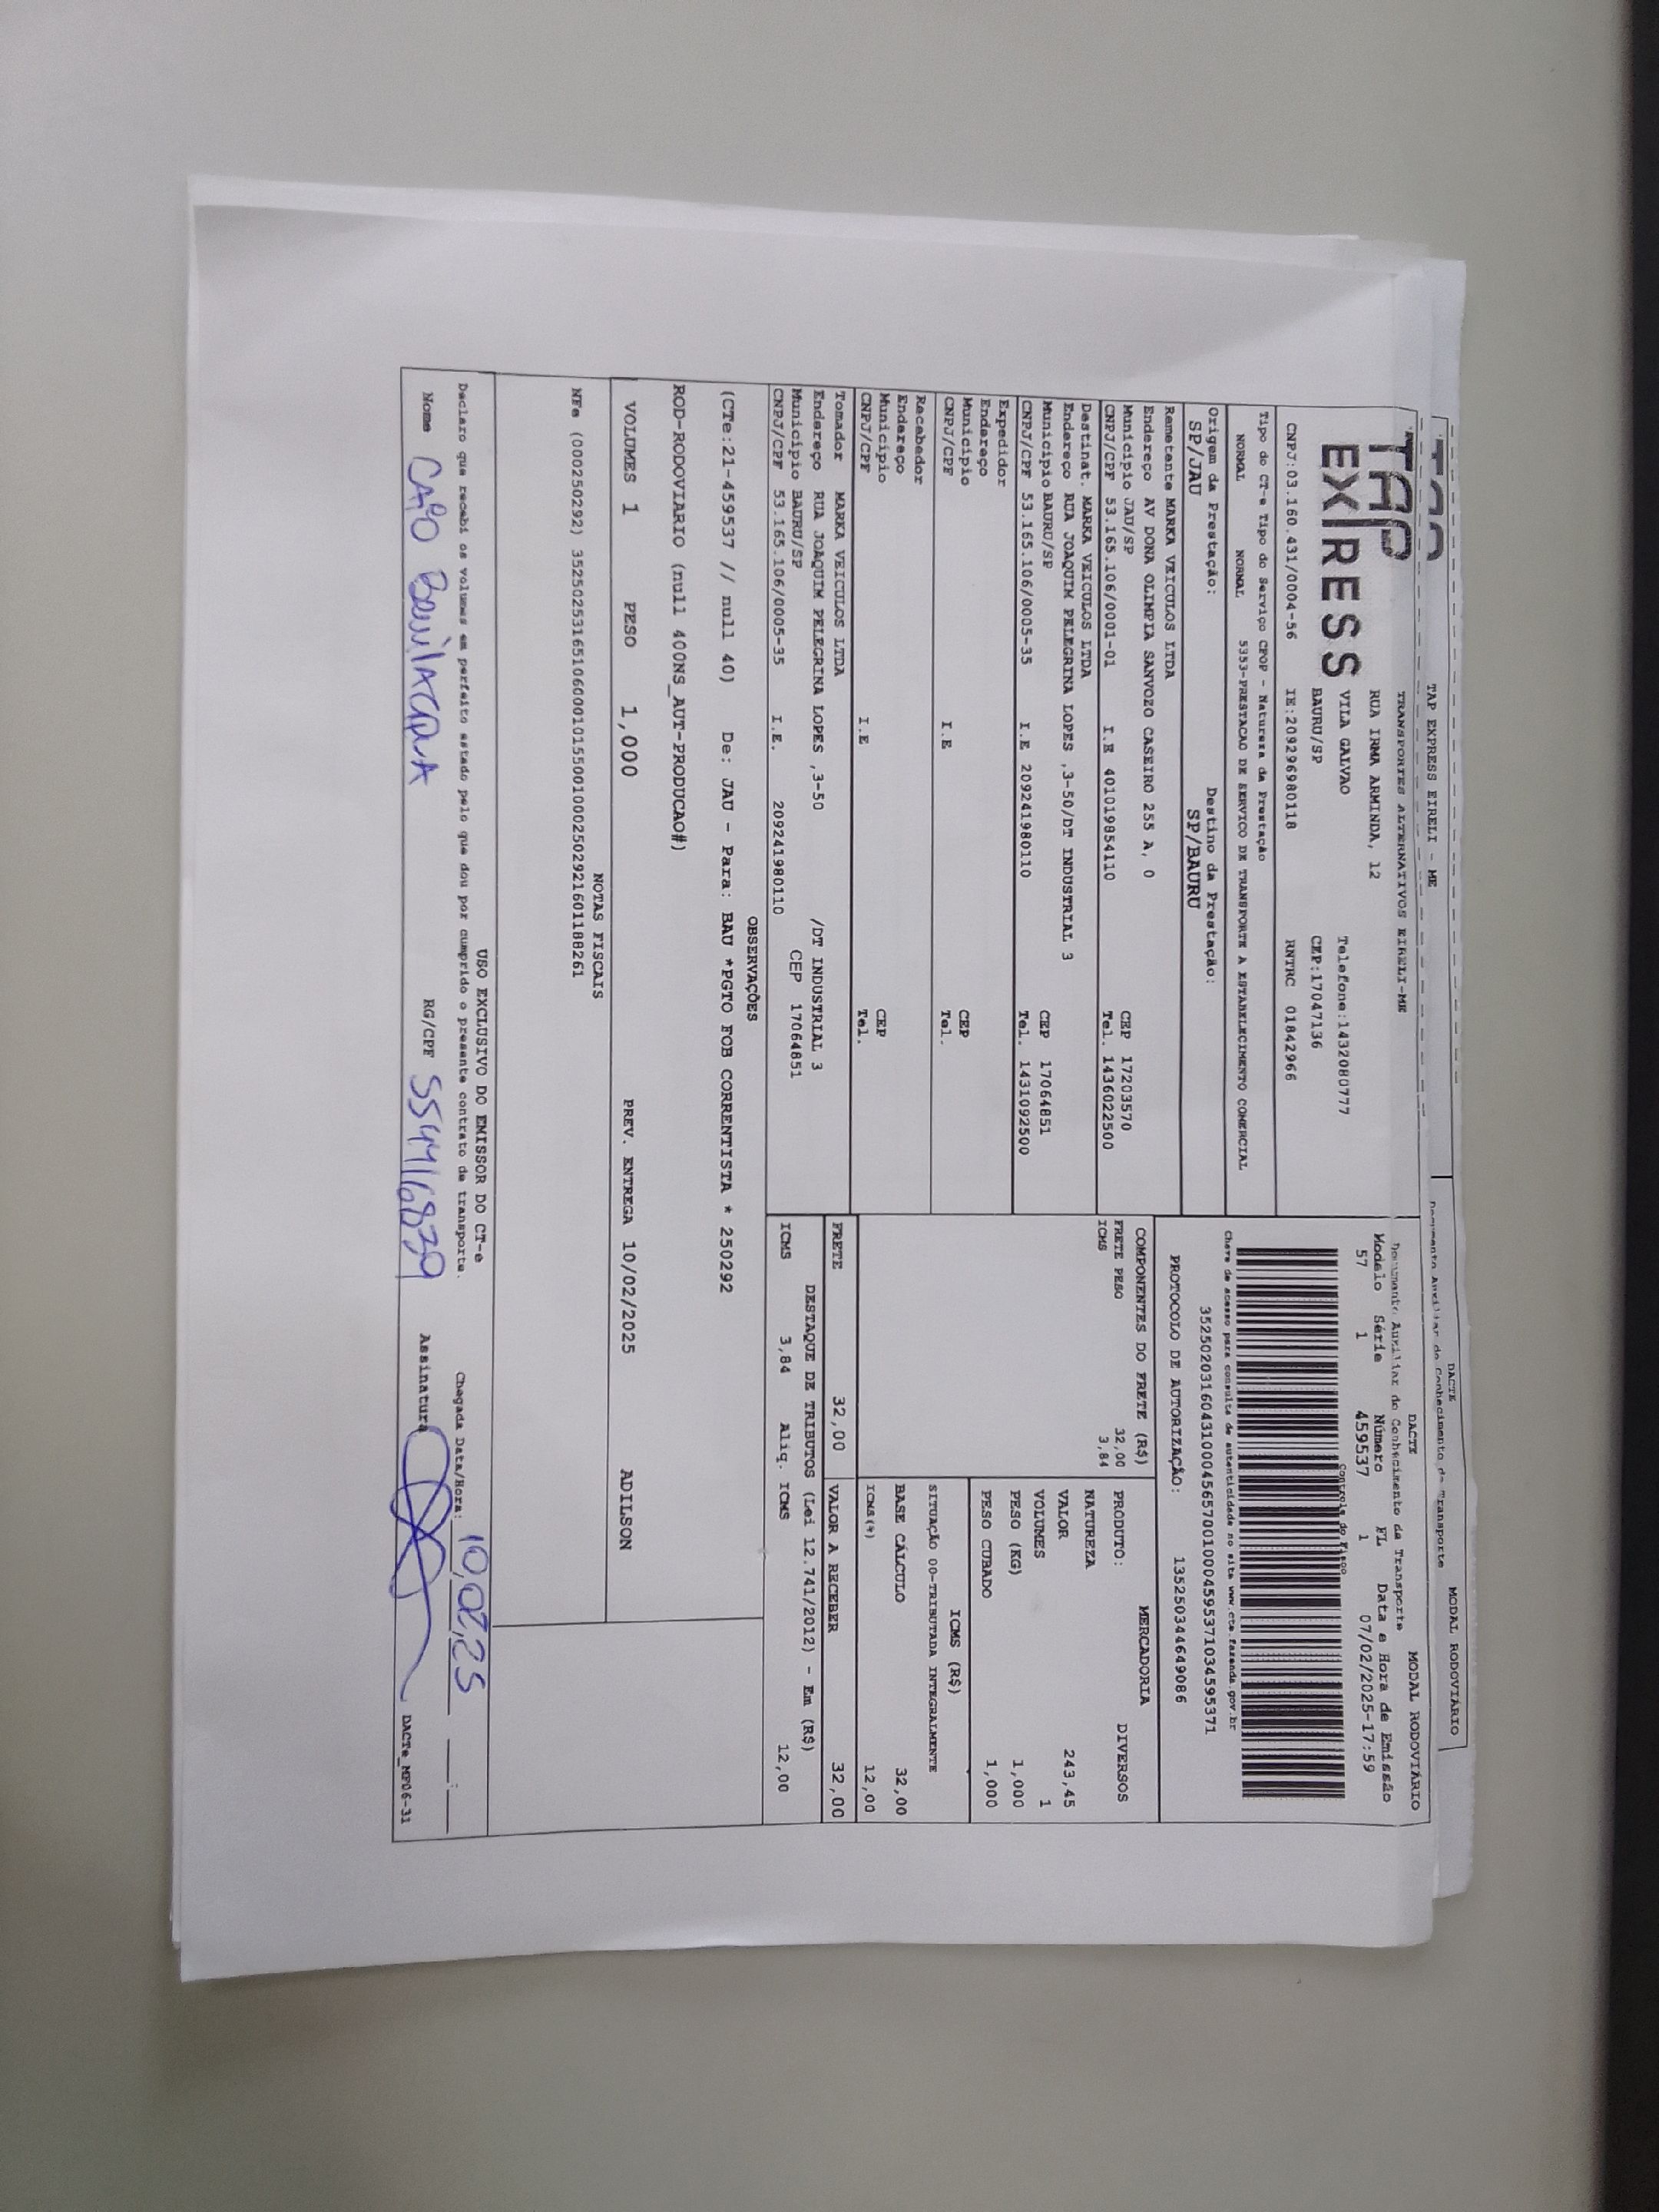 TAP EXPRESS EIRELI - ME
DACTE
MODAL RODOVIÁRIO
Documento Auxiliar do Conhecimento de Transporte
TAP
EXPRESS
TRANSPORTES ALTERNATIVOS EIRELI-ME
RUA IRMA ARMINDA, 12
VILA GALVAO
Telefone:1432080777
BAURU/SP
CEP:17047136
CNPJ:03.160.431/0004-56
IE:209296980118
RNTRC 01842966
DACTE
MODAL RODOVIÁRIO
Documento Auxiliar do Conhecimento de Transporte
Modelo Série Número FL Data e Hora de Emissão
57 1 459537 1 07/02/2025-17:59
Controle do Fisco
Tipo do CT-e Tipo do Serviço CFOP - Natureza da Prestação
NORMAL NORMAL 5353-PRESTACAO DE SERVICO DE TRANSPORTE A ESTABELECIMENTO COMERCIAL
Chave de acesso para consulta de autenticidade no site www.cte.fazenda.gov.br
35250203160431000456570010004595371034595371
Origem da Prestação: Destino da Prestação:
SP/JAU SP/BAURU
PROTOCOLO DE AUTORIZAÇÃO: 135250344649086
Remetente MARKA VEICULOS LTDA
Endereço AV DONA OLIMPIA SANVOZO CASEIRO 255 A, 0
Município JAU/SP CEP 17203570
CNPJ/CPF 53.165.106/0001-01 I.E 401019854110 Tel. 1436022500
Destinat. MARKA VEICULOS LTDA
Endereço RUA JOAQUIM PELEGRINA LOPES ,3-50/DT INDUSTRIAL 3
Município BAURU/SP CEP 17064851
CNPJ/CPF 53.165.106/0005-35 I.E 209241980110 Tel. 1431092500
Expedidor
Endereço
Município CEP
CNPJ/CPF I.E Tel.
Recebedor
Endereço
Município CEP
CNPJ/CPF I.E Tel.
Tomador MARKA VEICULOS LTDA
Endereço RUA JOAQUIM PELEGRINA LOPES ,3-50 /DT INDUSTRIAL 3
Município BAURU/SP CEP 17064851
CNPJ/CPF 53.165.106/0005-35 I.E. 209241980110
COMPONENTES DO FRETE (R$)
FRETE PESO 32,00
ICMS 3,84
MERCADORIA
PRODUTO: DIVERSOS
NATUREZA
VALOR 243,45
VOLUMES 1
PESO (KG) 1,000
PESO CUBADO 1,000
ICMS (R$)
SITUAÇÃO 00-TRIBUTADA INTEGRALMENTE
BASE CÁLCULO 32,00
ICMS(%) 12,00
FRETE 32,00 VALOR A RECEBER 32,00
DESTAQUE DE TRIBUTOS (Lei 12.741/2012) - Em (R$)
ICMS 3,84 Aliq. ICMS 12,00
OBSERVAÇÕES
(CTe:21-459537 // null 40) De: JAU - Para: BAU *PGTO FOB CORRENTISTA * 250292
ROD-RODOVIARIO (null 400NS_AUT-PRODUCAO#)
VOLUMES 1 PESO 1,000 PREV. ENTREGA 10/02/2025 ADILSON
NOTAS FISCAIS
NFe (000250292) 35250253165106000101550010002502921601188261
USO EXCLUSIVO DO EMISSOR DO CT-e
Declaro que recebi os volumes em perfeito estado pelo que dou por cumprido o presente contrato de transporte. Chegada Data/Hora: 10,02,25
Nome CAIO BEVILACQUA RG/CPF 554416839 Assinatura
DACTe_MP06-31